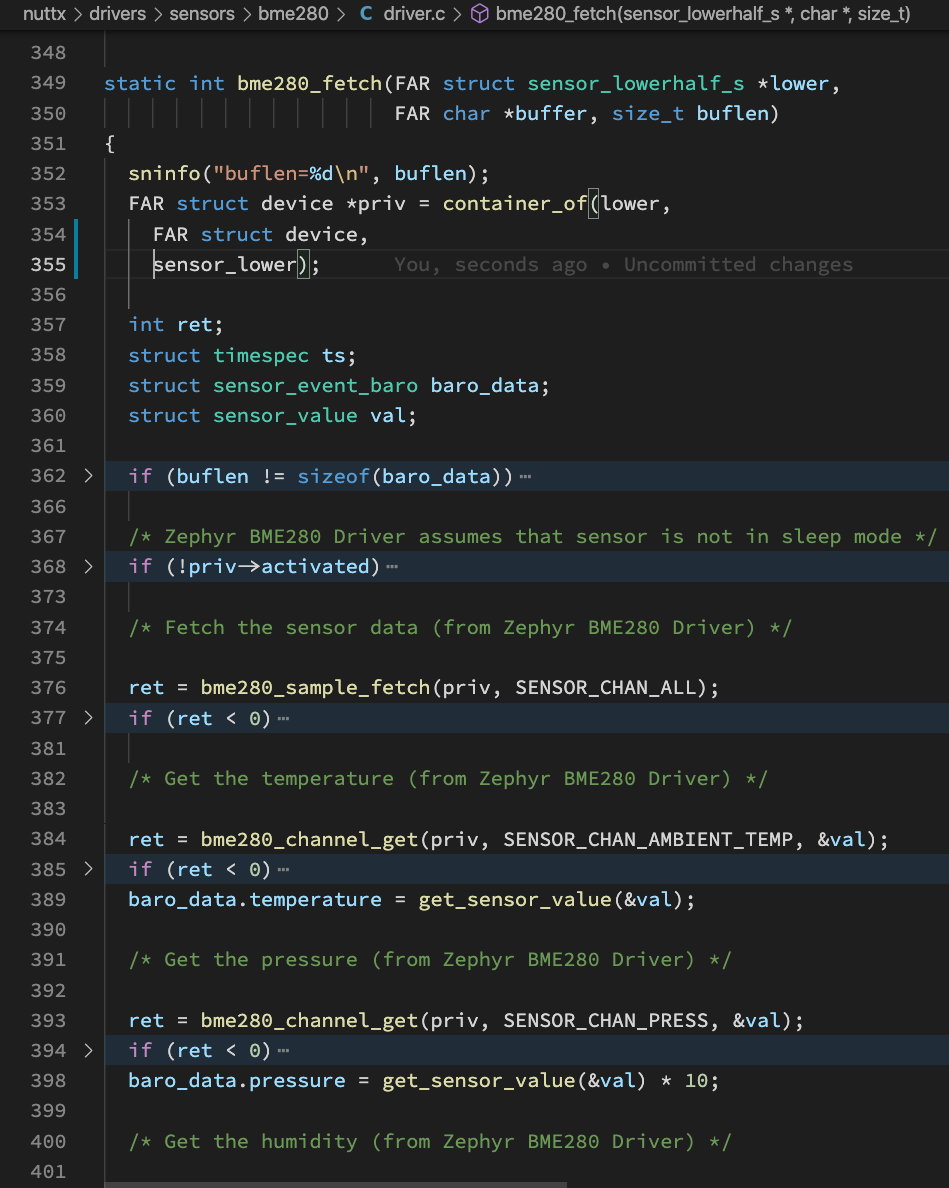 nuttx > drivers > sensors > bme280 > C driver.c > bme280_fetch(sensor_lowerhalf_s *, char *, size_t)
348
349 static int bme280_fetch(FAR struct sensor_lowerhalf_s *lower,
350 FAR char *buffer, size_t buflen)
351 {
352 sninfo("buflen=%d\n", buflen);
353 FAR struct device *priv = container_of(lower,
354 FAR struct device,
355 sensor_lower); You, seconds ago • Uncommitted changes
356
357 int ret;
358 struct timespec ts;
359 struct sensor_event_baro baro_data;
360 struct sensor_value val;
361
362 > if (buflen != sizeof(baro_data)) ⋯
366
367 /* Zephyr BME280 Driver assumes that sensor is not in sleep mode */
368 > if (!priv->activated) ⋯
373
374 /* Fetch the sensor data (from Zephyr BME280 Driver) */
375
376 ret = bme280_sample_fetch(priv, SENSOR_CHAN_ALL);
377 > if (ret < 0) ⋯
381
382 /* Get the temperature (from Zephyr BME280 Driver) */
383
384 ret = bme280_channel_get(priv, SENSOR_CHAN_AMBIENT_TEMP, &val);
385 > if (ret < 0) ⋯
389 baro_data.temperature = get_sensor_value(&val);
390
391 /* Get the pressure (from Zephyr BME280 Driver) */
392
393 ret = bme280_channel_get(priv, SENSOR_CHAN_PRESS, &val);
394 > if (ret < 0) ⋯
398 baro_data.pressure = get_sensor_value(&val) * 10;
399
400 /* Get the humidity (from Zephyr BME280 Driver) */
401